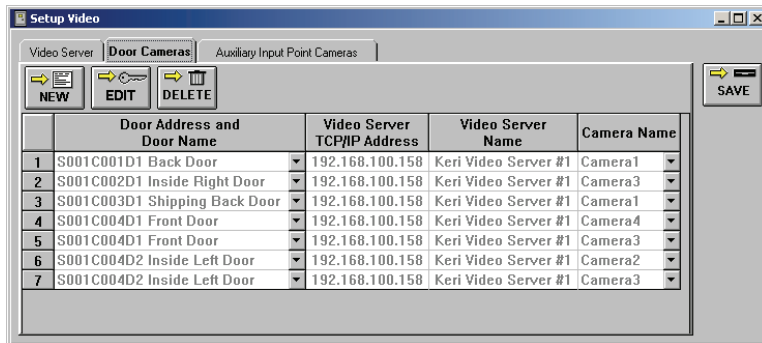 Setup Video
Video Server Door Cameras Auxiliary Input Point Cameras
NEW EDIT DELETE SAVE
Door Address and Door Name Video Server TCP/IP Address Video Server Name Camera Name
1 S001C001D1 Back Door 192.168.100.158 Keri Video Server #1 Camera1
2 S001C002D1 Inside Right Door 192.168.100.158 Keri Video Server #1 Camera3
3 S001C003D1 Shipping Back Door 192.168.100.158 Keri Video Server #1 Camera1
4 S001C004D1 Front Door 192.168.100.158 Keri Video Server #1 Camera4
5 S001C004D1 Front Door 192.168.100.158 Keri Video Server #1 Camera3
6 S001C004D2 Inside Left Door 192.168.100.158 Keri Video Server #1 Camera2
7 S001C004D2 Inside Left Door 192.168.100.158 Keri Video Server #1 Camera3